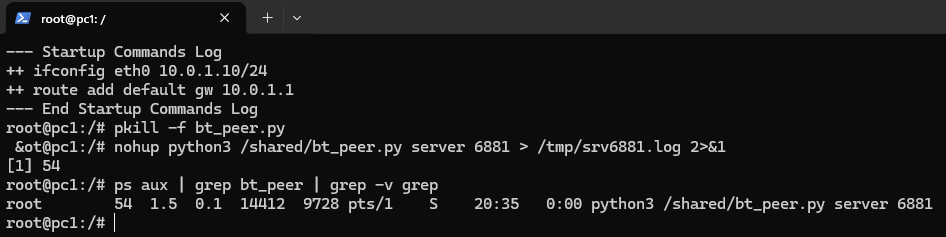 root@pc1: /
--- Startup Commands Log
++ ifconfig eth0 10.0.1.10/24
++ route add default gw 10.0.1.1
--- End Startup Commands Log
root@pc1:/# pkill -f bt_peer.py
 &ot@pc1:/# nohup python3 /shared/bt_peer.py server 6881 > /tmp/srv6881.log 2>&1
[1] 54
root@pc1:/# ps aux | grep bt_peer | grep -v grep
root        54  1.5  0.1  14412  9728 pts/1    S    20:35   0:00 python3 /shared/bt_peer.py server 6881
root@pc1:/#